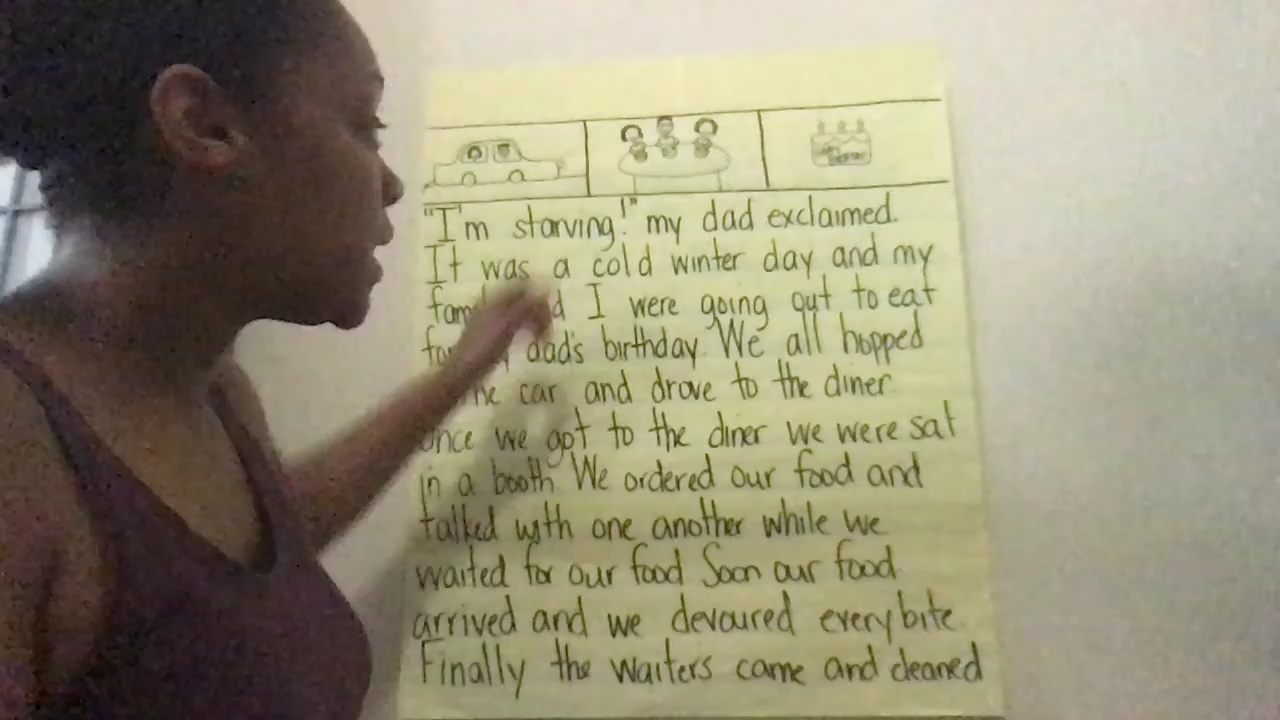 "I'm starving!" my dad exclaimed.
It was a cold winter day and my
I were going out to eat
dad's birthday. We all hopped
car and drove to the diner
Once we got to the diner we were sat
in a booth. We ordered our food and
talked with one another while we
waited for our food Soon our food
arrived and we devoured every bite
Finally the waiters came and cleaned